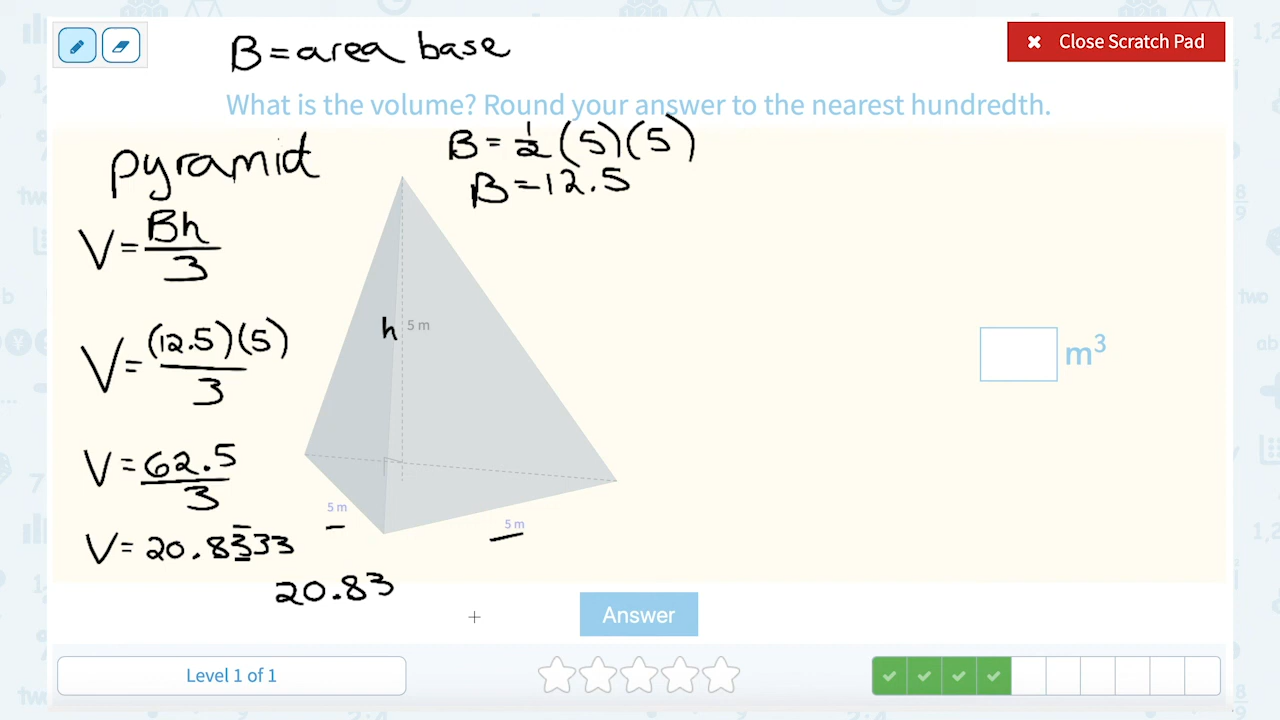 B = area base
Close Scratch Pad
What is the volume? Round your answer to the nearest hundredth.
pyramid
B = 1/2 (5)(5)
B = 12.5
V = Bh/3
h 5 m
V = (12.5)(5)/3
m³
V = 62.5/3
5 m
5 m
V = 20.8333
20.83
Answer
Level 1 of 1